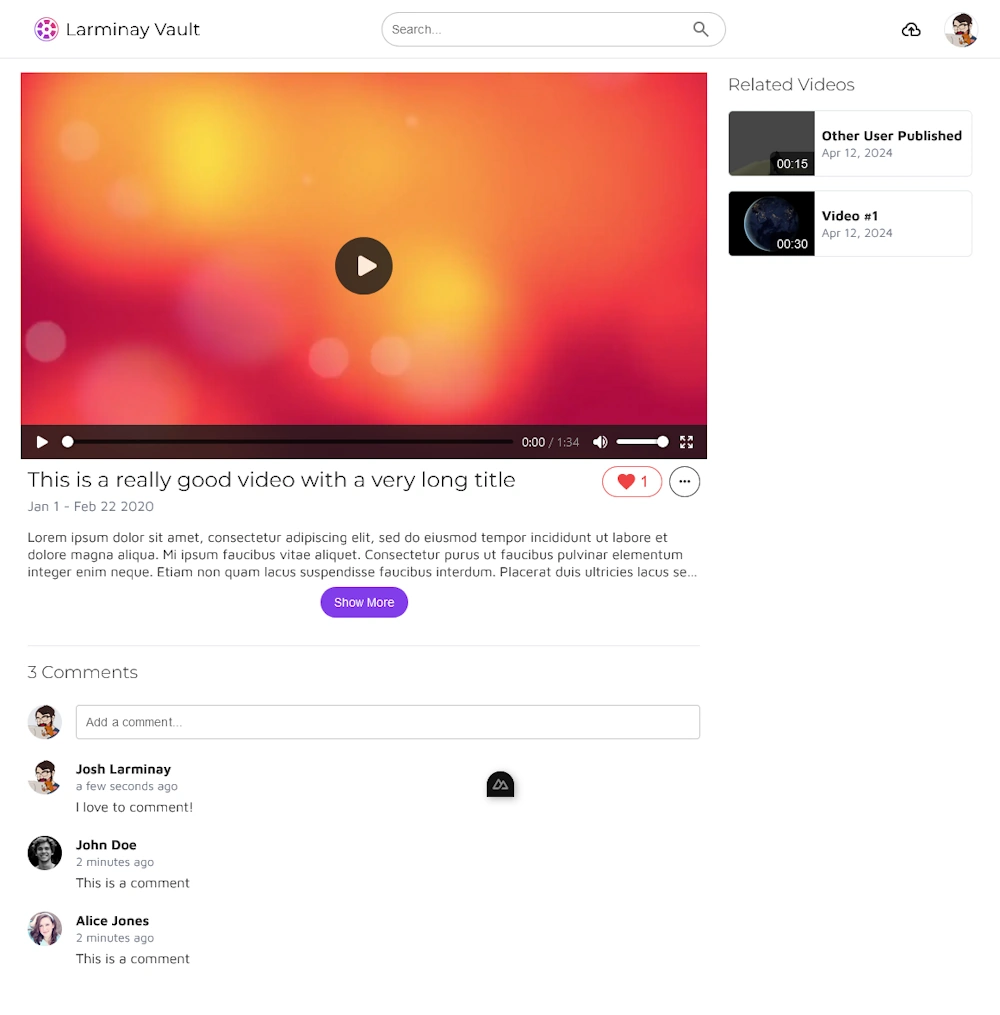 Larminay Vault
Search...
Related Videos
00:15
Other User Published
Apr 12, 2024
00:30
Video #1
Apr 12, 2024
0:00 / 1:34
This is a really good video with a very long title
1
Jan 1 - Feb 22 2020
Lorem ipsum dolor sit amet, consectetur adipiscing elit, sed do eiusmod tempor incididunt ut labore et
dolore magna aliqua. Mi ipsum faucibus vitae aliquet. Consectetur purus ut faucibus pulvinar elementum
integer enim neque. Etiam non quam lacus suspendisse faucibus interdum. Placerat duis ultricies lacus se...
Show More
3 Comments
Add a comment...
Josh Larminay
a few seconds ago
I love to comment!
John Doe
2 minutes ago
This is a comment
Alice Jones
2 minutes ago
This is a comment